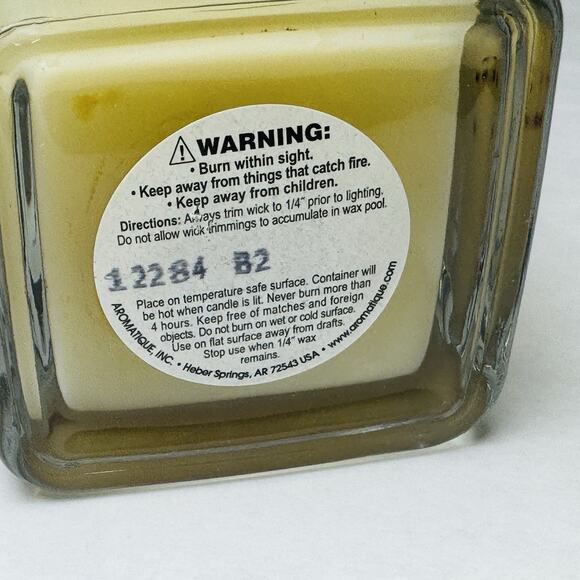 WARNING:
• Burn within sight.
• Keep away from things that catch fire.
• Keep away from children.
Directions: Always trim wick to 1/4" prior to lighting.
Do not allow wick trimmings to accumulate in wax pool.
12284 B2
Place on temperature safe surface. Container will
be hot when candle is lit. Never burn more than
4 hours. Keep free of matches and foreign
objects. Do not burn on wet or cold surface.
Use on flat surface away from drafts.
Stop use when 1/4" wax
remains.
AROMATIQUE, INC. • Heber Springs, AR 72543 USA • www.aromatique.com